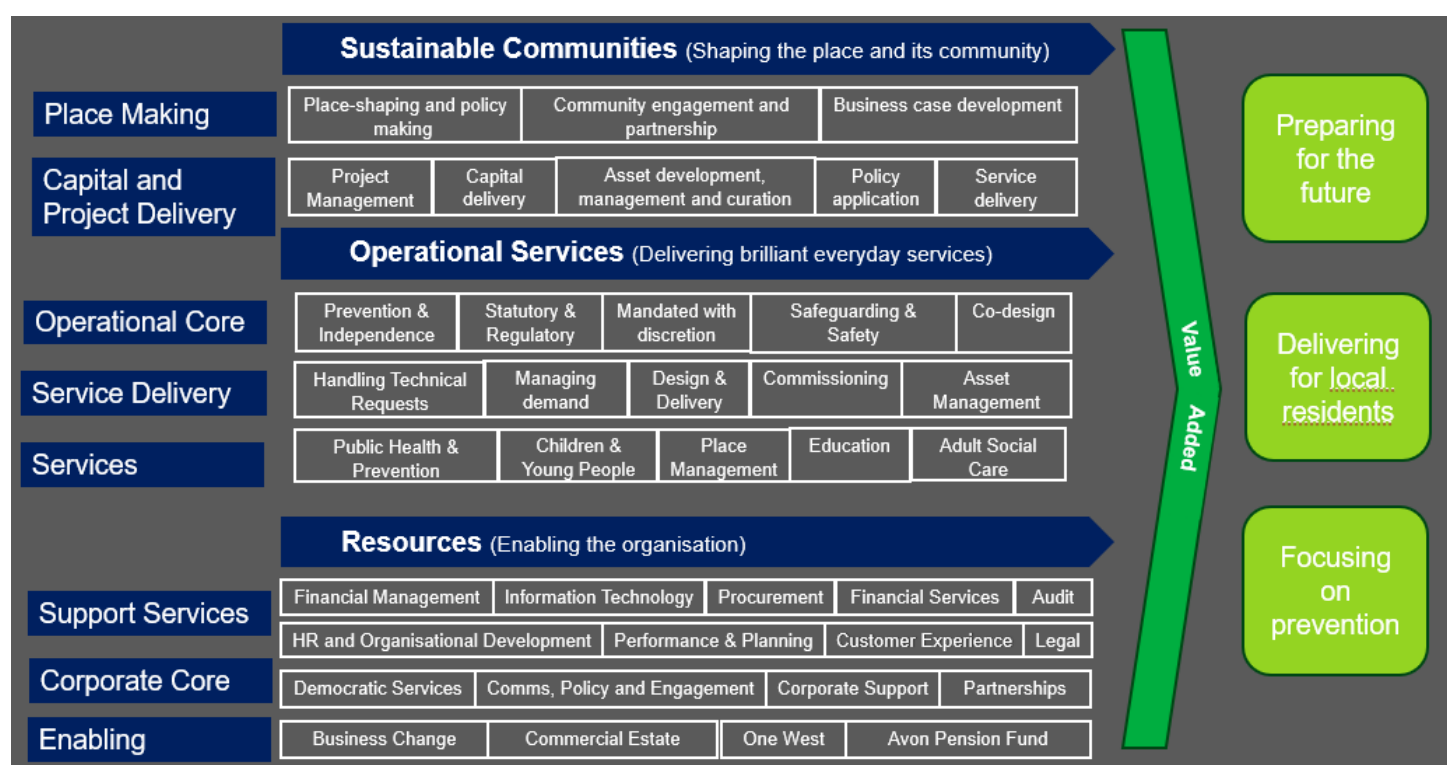 Sustainable Communities (Shaping the place and its community)
Place Making
Place-shaping and policy
making
Community engagement and
partnership
Business case development
Capital and
Project Delivery
Project
Management
Capital
delivery
Asset development,
management and curation
Policy
application
Service
delivery
Operational Services (Delivering brilliant everyday services)
Operational Core
Prevention &
Independence
Statutory &
Regulatory
Mandated with
discretion
Safeguarding &
Safety
Co-design
Service Delivery
Handling Technical
Requests
Managing
demand
Design &
Delivery
Commissioning
Asset
Management
Services
Public Health &
Prevention
Children &
Young People
Place
Management
Education
Adult Social
Care
Resources (Enabling the organisation)
Support Services
Financial Management
Information Technology
Procurement
Financial Services
Audit
HR and Organisational Development
Performance & Planning
Customer Experience
Legal
Corporate Core
Democratic Services
Comms, Policy and Engagement
Corporate Support
Partnerships
Enabling
Business Change
Commercial Estate
One West
Avon Pension Fund
Value Added
Preparing
for the
future
Delivering
for local
residents
Focusing
on
prevention